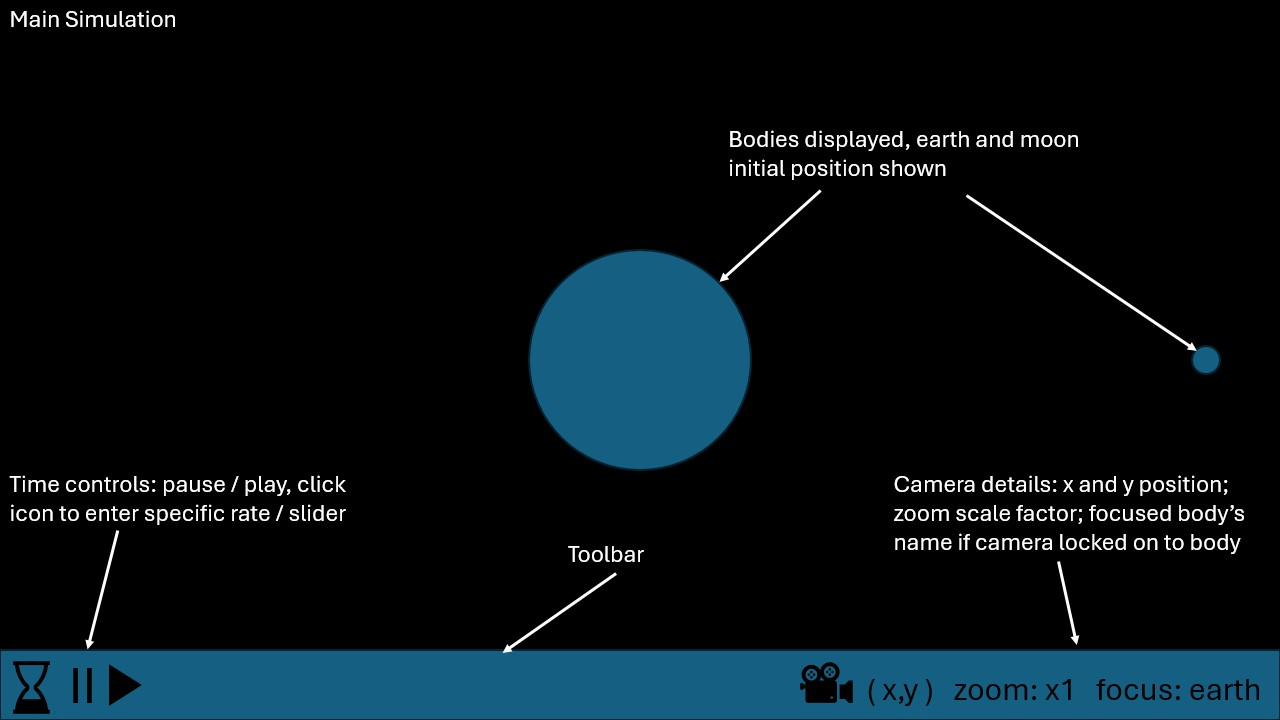 Main Simulation
Bodies displayed, earth and moon
initial position shown
Time controls: pause / play, click
icon to enter specific rate / slider
Camera details: x and y position;
zoom scale factor; focused body’s
name if camera locked on to body
Toolbar
( x,y ) zoom: x1 focus: earth